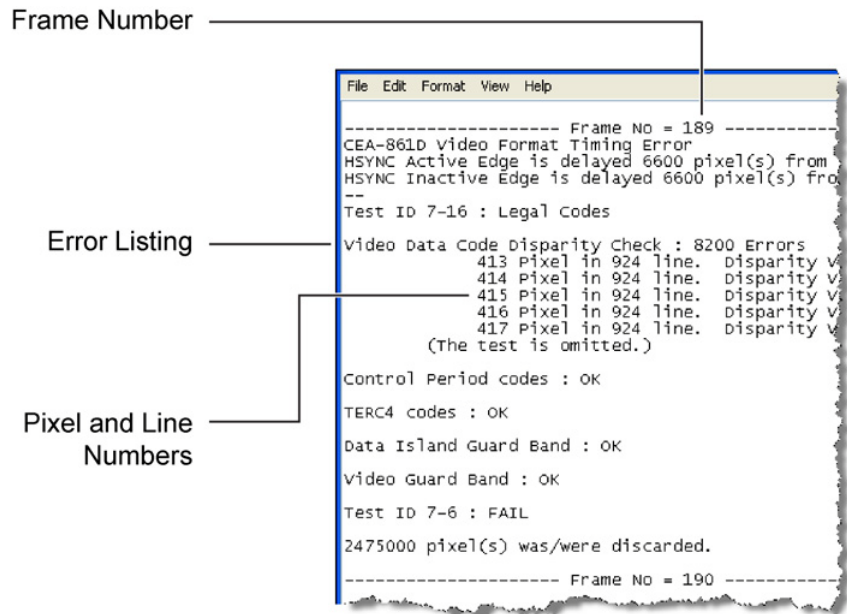 Frame Number
File Edit Format View Help
--------------------- Frame No = 189 -----------
CEA-861D Video Format Timing Error
HSYNC Active Edge is delayed 6600 pixel(s) from
HSYNC Inactive Edge is delayed 6600 pixel(s) fro
--
Test ID 7-16 : Legal Codes
Error Listing
Video Data Code Disparity Check : 8200 Errors
413 Pixel in 924 line. Disparity V
414 Pixel in 924 line. Disparity V
415 Pixel in 924 line. Disparity V
416 Pixel in 924 line. Disparity V
417 Pixel in 924 line. Disparity V
(The test is omitted.)
Control Period codes : OK
TERC4 codes : OK
Pixel and Line
Numbers
Data Island Guard Band : OK
Video Guard Band : OK
Test ID 7-6 : FAIL
2475000 pixel(s) was/were discarded.
--------------------- Frame No = 190 -----------